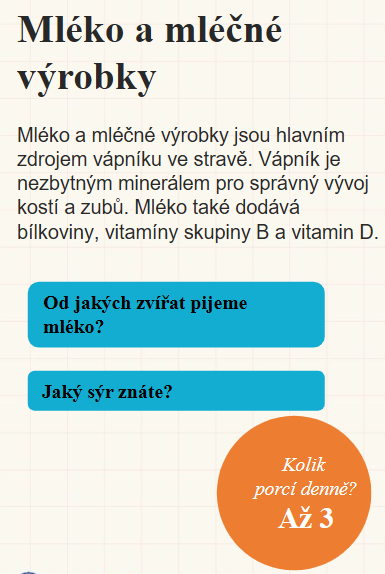 Mléko a mléčné
výrobky
Mléko a mléčné výrobky jsou hlavním
zdrojem vápníku ve stravě. Vápník je
nezbytným minerálem pro správný vývoj
kostí a zubů. Mléko také dodává
bílkoviny, vitamíny skupiny B a vitamin D.
Od jakých zvířat pijeme
mléko?
Jaký sýr znáte?
Kolik
porcí denně?
Až 3